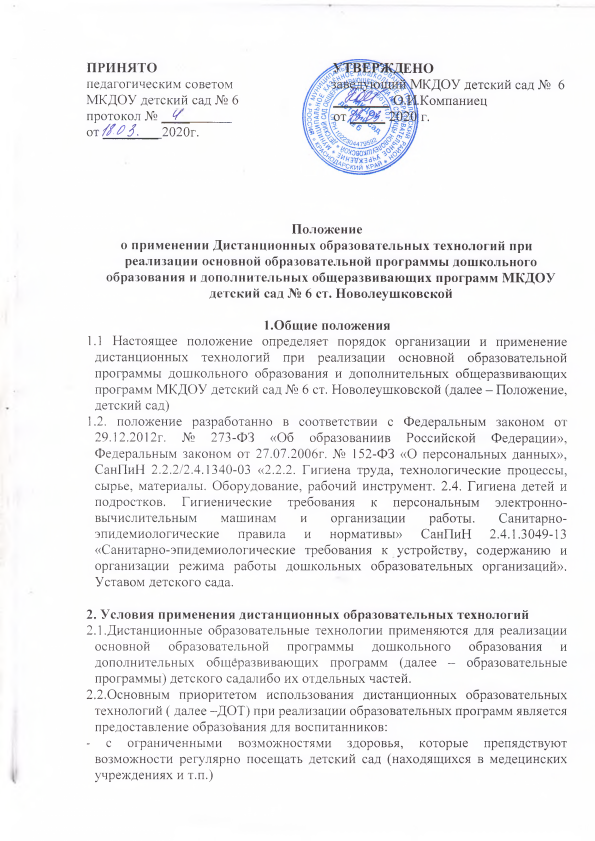 ПРИНЯТО
педагогическим советом
МКДОУ детский сад № 6
протокол № 4
от 18.03. 2020г.
УТВЕРЖДЕНО
заведующий МКДОУ детский сад № 6
О.И.Компаниец
от 2020 г.
Положение
о применении Дистанционных образовательных технологий при
реализации основной образовательной программы дошкольного
образования и дополнительных общеразвивающих программ МКДОУ
детский сад № 6 ст. Новолеушковской
1.Общие положения
1.1 Настоящее положение определяет порядок организации и применение
дистанционных технологий при реализации основной образовательной
программы дошкольного образования и дополнительных общеразвивающих
программ МКДОУ детский сад № 6 ст. Новолеушковской (далее – Положение,
детский сад)
1.2. положение разработанно в соответствии с Федеральным законом от
29.12.2012г. № 273-ФЗ «Об образованиив Российской Федерации»,
Федеральным законом от 27.07.2006г. № 152-ФЗ «О персональных данных»,
СанПиН 2.2.2/2.4.1340-03 «2.2.2. Гигиена труда, технологические процессы,
сырье, материалы. Оборудование, рабочий инструмент. 2.4. Гигиена детей и
подростков. Гигиенические требования к персональным электронно-
вычислительным машинам и организации работы. Санитарно-
эпидемиологические правила и нормативы» СанПиН 2.4.1.3049-13
«Санитарно-эпидемиологические требования к устройству, содержанию и
организации режима работы дошкольных образовательных организаций».
Уставом детского сада.
2. Условия применения дистанционных образовательных технологий
2.1.Дистанционные образовательные технологии применяются для реализации
основной образовательной программы дошкольного образования и
дополнительных общеразвивающих программ (далее – образовательные
программы) детского садалибо их отдельных частей.
2.2.Основным приоритетом использования дистанционных образовательных
технологий ( далее –ДОТ) при реализации образовательных программ является
предоставление образования для воспитанников:
- с ограниченными возможностями здоровья, которые препядствуют
возможности регулярно посещать детский сад (находящихся в медецинских
учреждениях и т.п.)